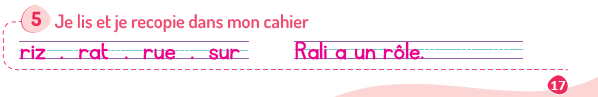 5 Je lis et je recopie dans mon cahier
riz . rat . rue . sur Rali a un rôle.
17